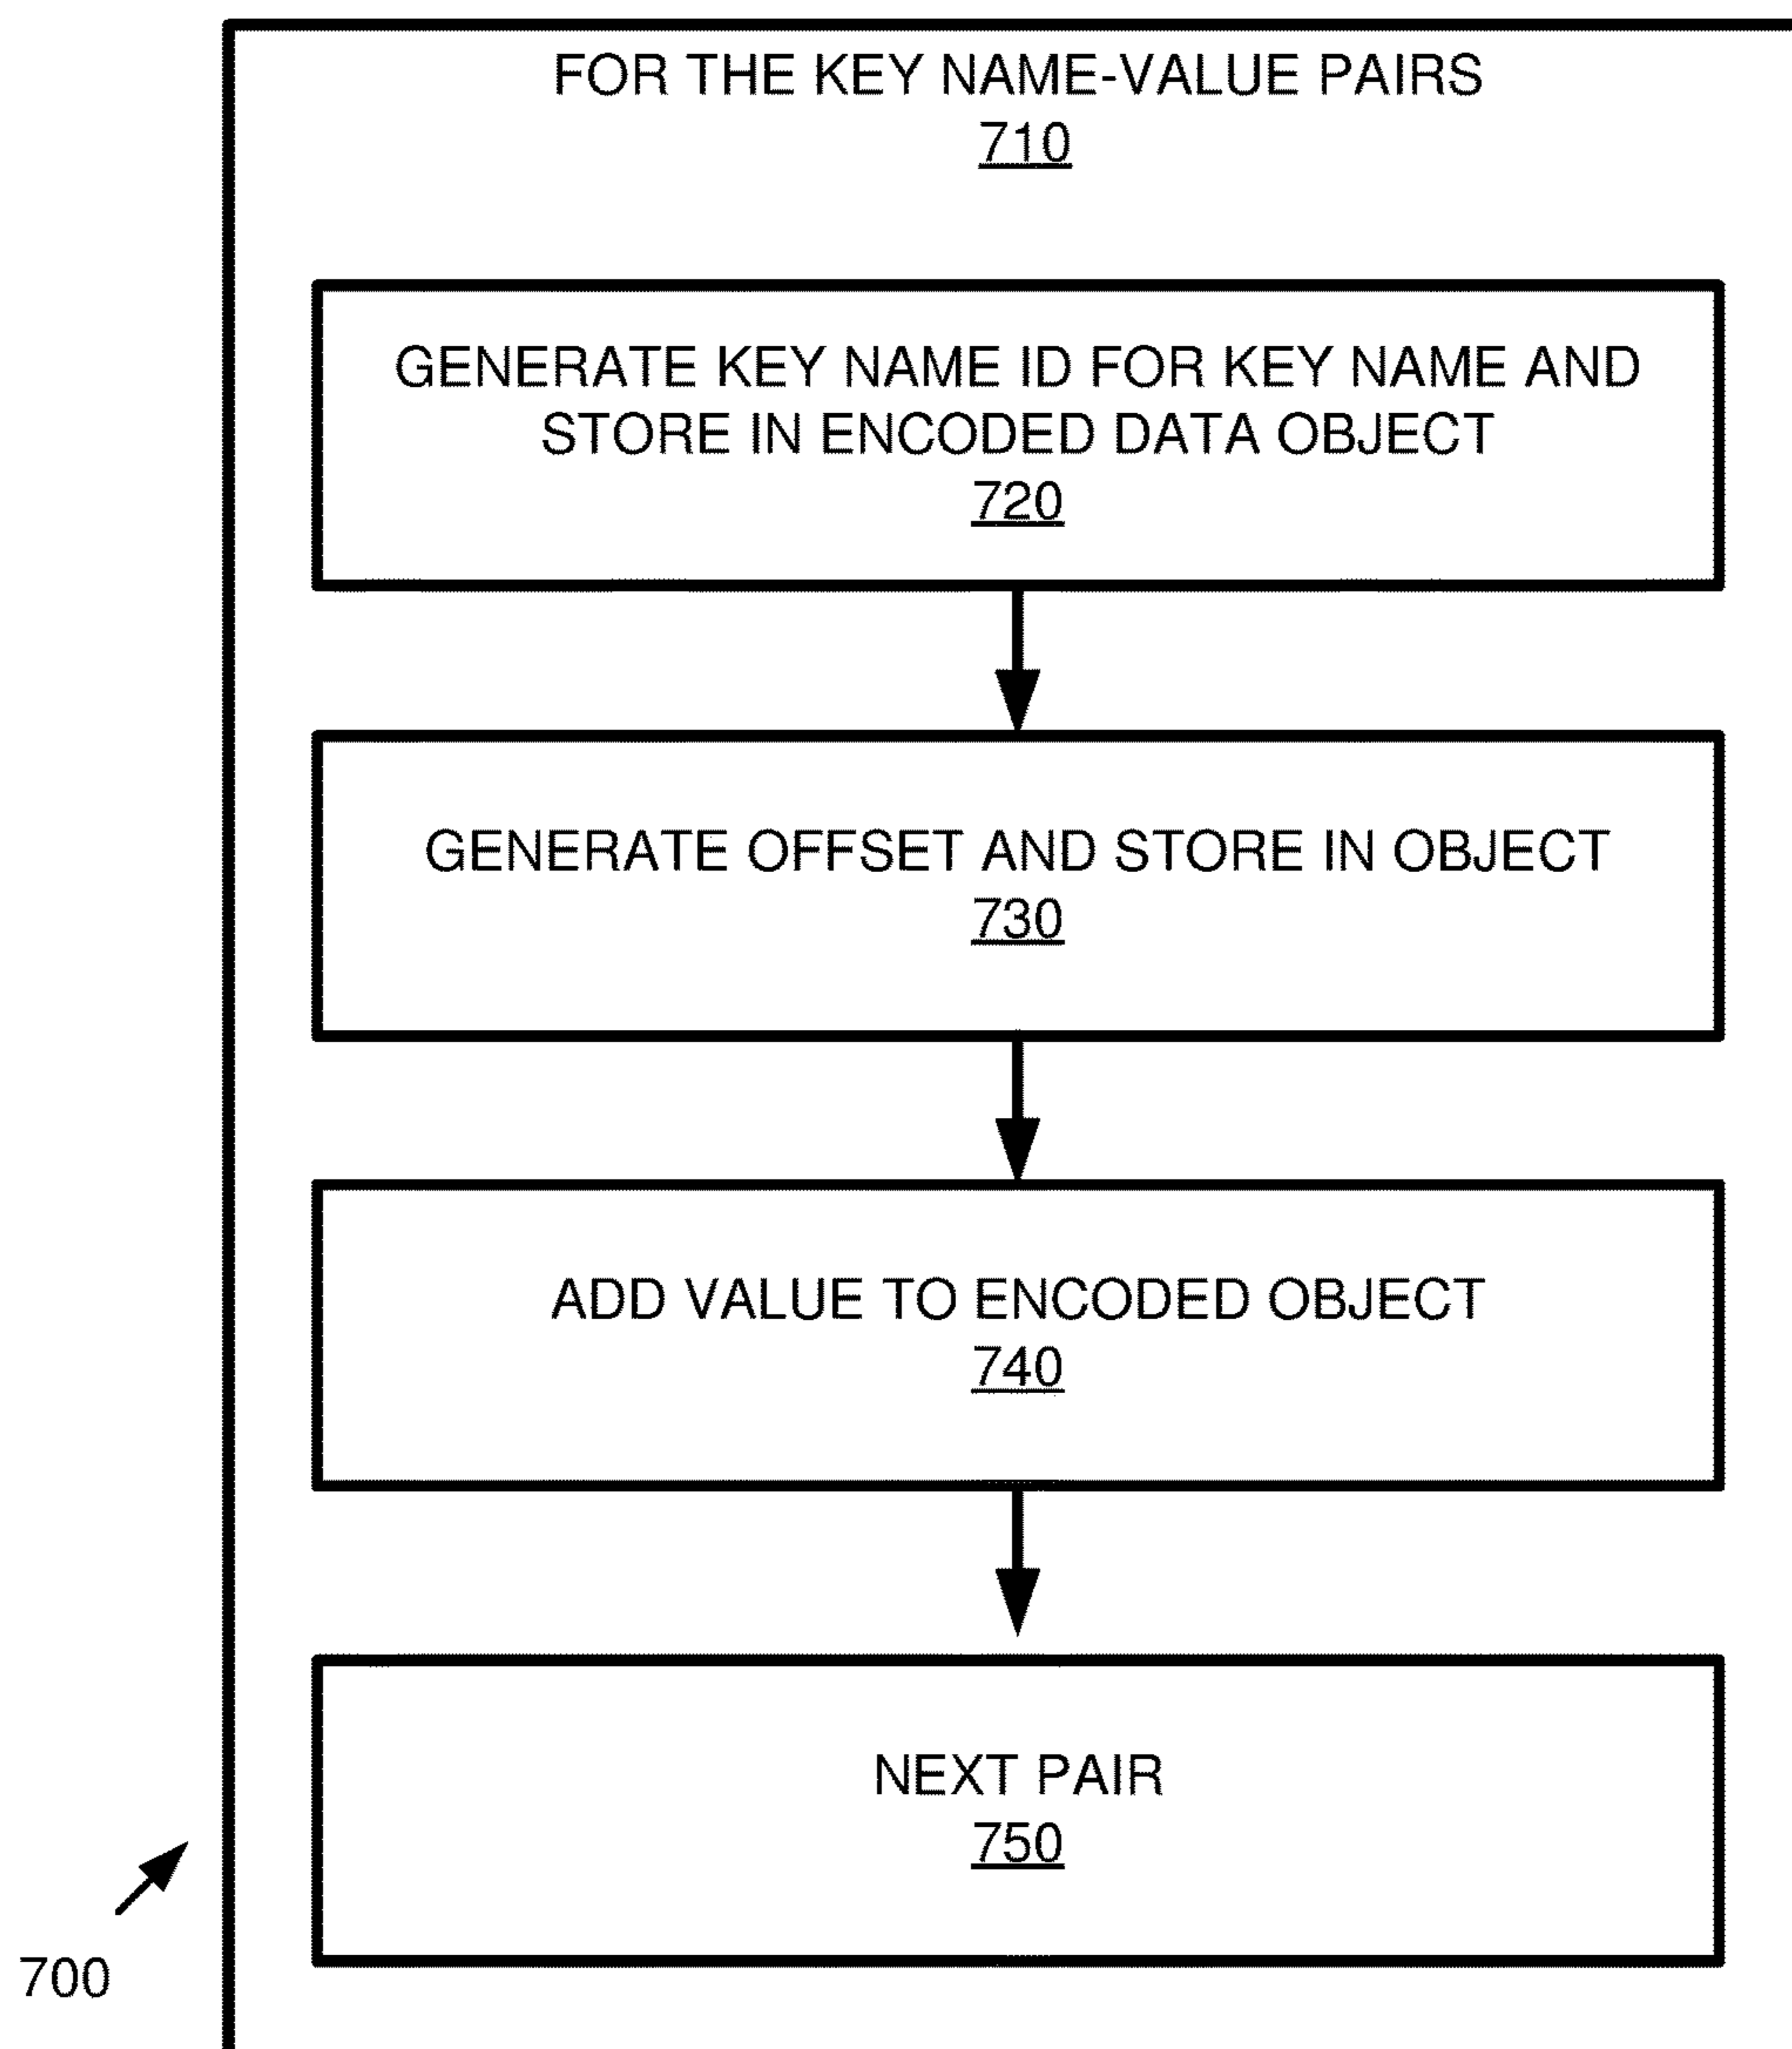 FOR THE KEY NAME-VALUE PAIRS
710
GENERATE KEY NAME ID FOR KEY NAME AND
STORE IN ENCODED DATA OBJECT
720
GENERATE OFFSET AND STORE IN OBJECT
730
ADD VALUE TO ENCODED OBJECT
740
NEXT PAIR
750
700